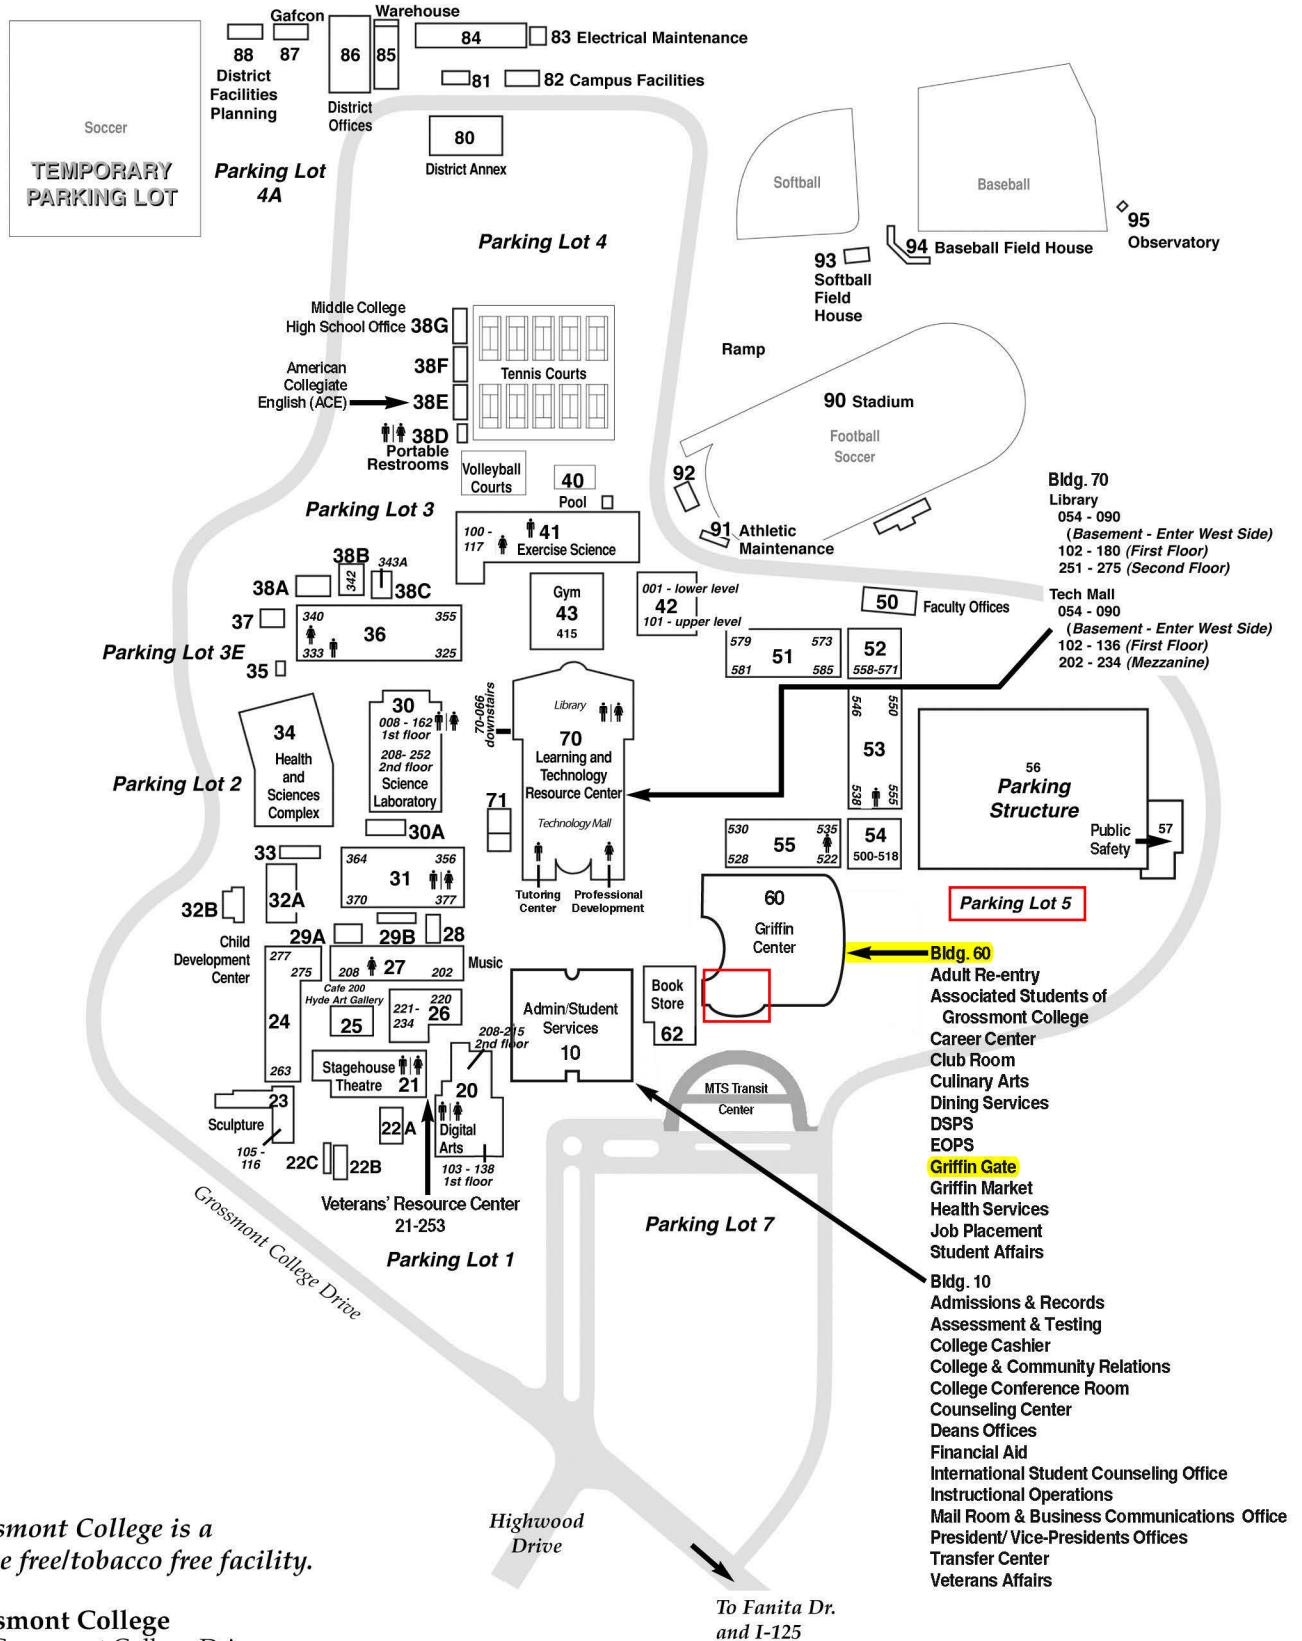 Gafcon
Warehouse
88
87
86
85
84
83 Electrical Maintenance
District
Facilities
Planning
District
Offices
81
82 Campus Facilities
80
District Annex
Soccer
TEMPORARY
PARKING LOT
Parking Lot
4A
Parking Lot 4
Softball
Baseball
95
Observatory
94 Baseball Field House
93
Softball
Field
House
Middle College
High School Office 38G
38F
American
Collegiate
English (ACE)
38E
38D
Portable
Restrooms
Tennis Courts
Volleyball
Courts
40
Pool
Ramp
90 Stadium
Football
Soccer
92
91 Athletic
Maintenance
Parking Lot 3
100 -
117
41
Exercise Science
Bldg. 70
Library
054 - 090
(Basement - Enter West Side)
102 - 180 (First Floor)
251 - 275 (Second Floor)
Tech Mall
054 - 090
(Basement - Enter West Side)
102 - 136 (First Floor)
202 - 234 (Mezzanine)
38B
343A
342
38A
38C
37
340
355
36
333
325
Parking Lot 3E
35
Gym
43
415
001 - lower level
42
101 - upper level
50
Faculty Offices
579
573
51
581
585
52
558-571
546
550
53
538
555
34
Health
and
Sciences
Complex
30
008 - 162
1st floor
208- 252
2nd floor
Science
Laboratory
70-066
downstairs
Library
70
Learning and
Technology
Resource Center
Technology Mall
Tutoring
Center
Professional
Development
71
Parking Lot 2
30A
33
56
Parking
Structure
Public
Safety
57
530
535
55
528
522
54
500-518
364
356
31
370
377
32A
32B
Child
Development
Center
29A
29B
28
277
275
24
263
208
27
202
Music
Cafe 200
Hyde Art Gallery
25
221-
234
220
26
208-215
2nd floor
60
Griffin
Center
Parking Lot 5
Book
Store
62
Admin/Student
Services
10
Stagehouse
Theatre
21
20
Digital
Arts
103 - 138
1st floor
23
Sculpture
105 -
116
22A
22C
22B
Veterans' Resource Center
21-253
MTS Transit
Center
Parking Lot 7
Parking Lot 1
Grossmont College Drive
Bldg. 60
Adult Re-entry
Associated Students of
Grossmont College
Career Center
Club Room
Culinary Arts
Dining Services
DSPS
EOPS
Griffin Gate
Griffin Market
Health Services
Job Placement
Student Affairs
Bldg. 10
Admissions & Records
Assessment & Testing
College Cashier
College & Community Relations
College Conference Room
Counseling Center
Deans Offices
Financial Aid
International Student Counseling Office
Instructional Operations
Mail Room & Business Communications Office
President/ Vice-Presidents Offices
Transfer Center
Veterans Affairs
Highwood
Drive
To Fanita Dr.
and I-125
smont College is a
e free/tobacco free facility.
smont College